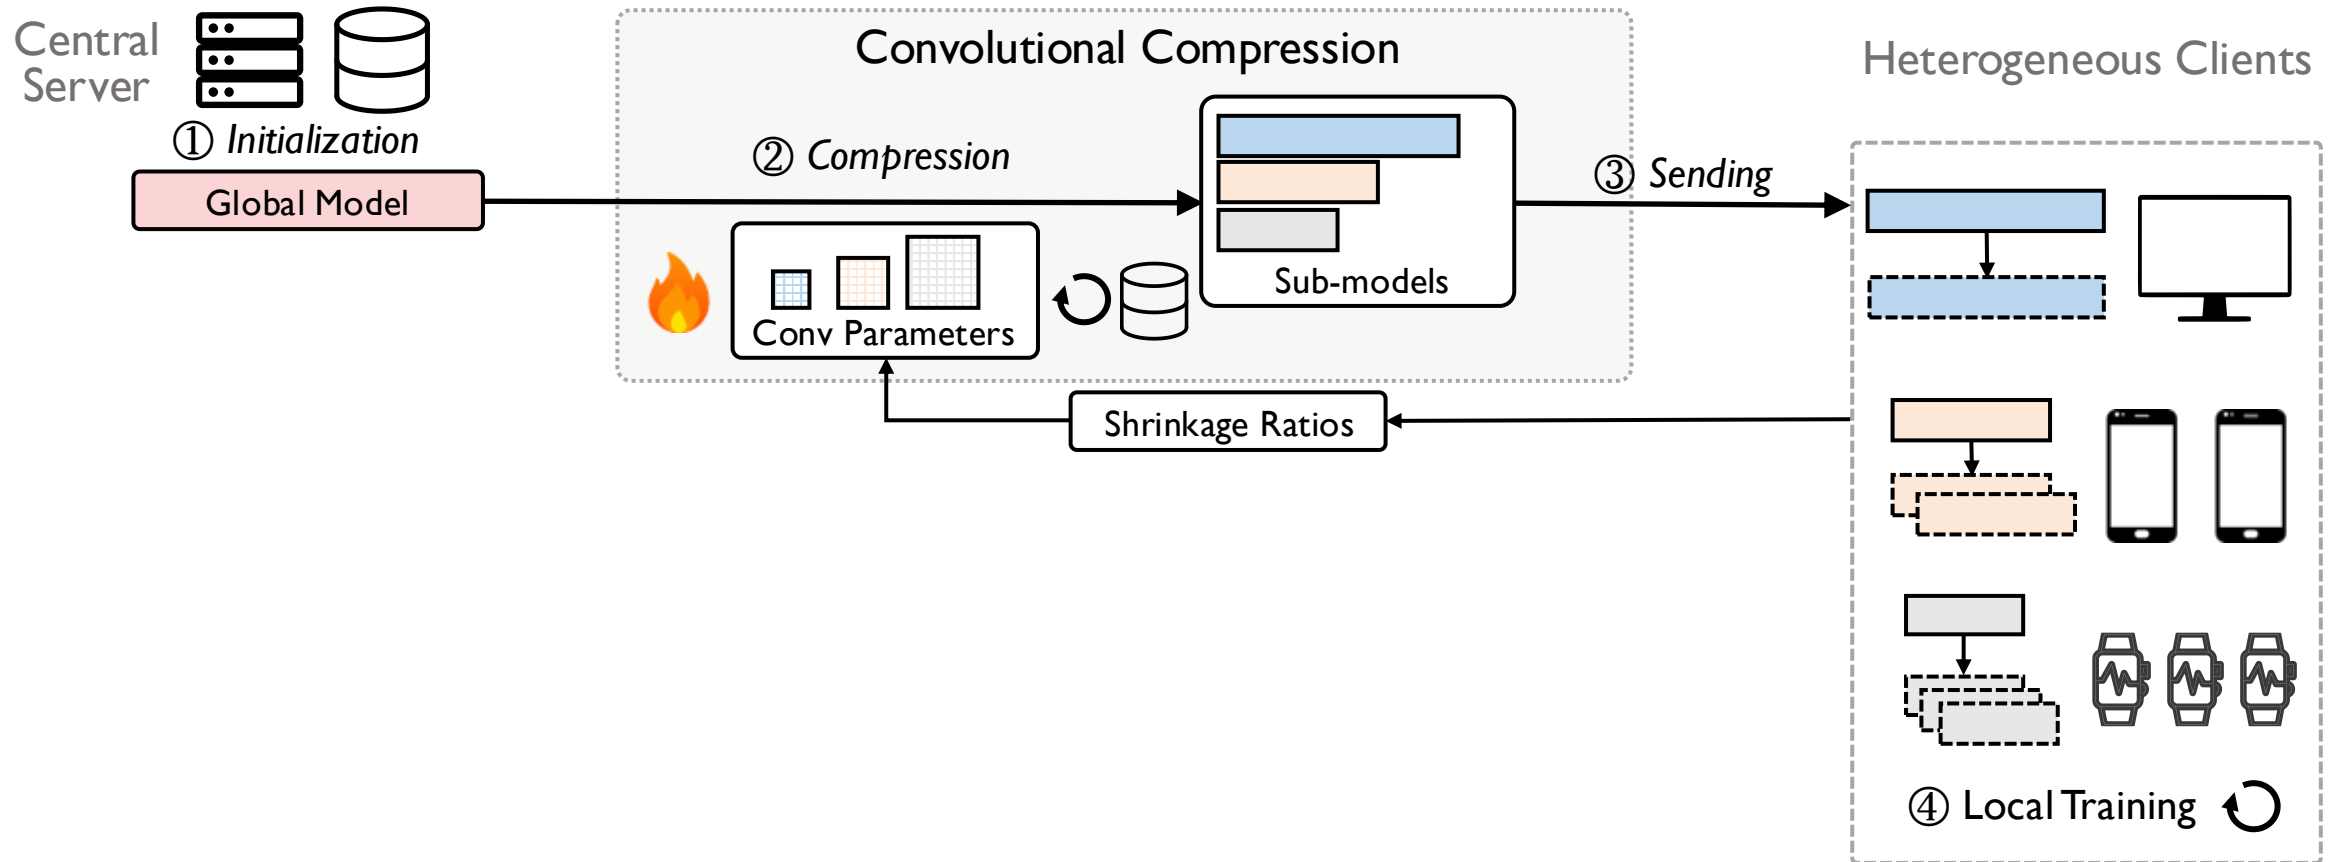 Central
Server
① Initialization
Global Model
Convolutional Compression
② Compression
Sub-models
Conv Parameters
Shrinkage Ratios
③ Sending
Heterogeneous Clients
④ Local Training